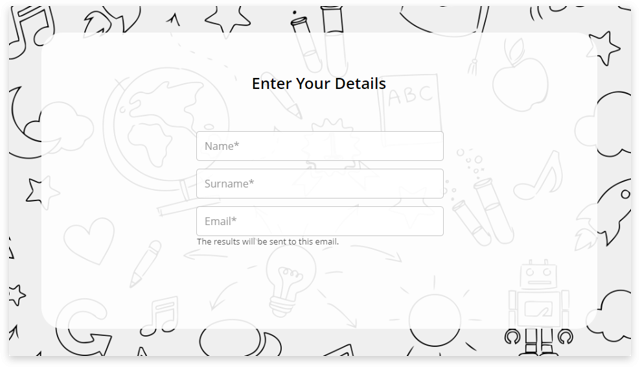 Enter Your Details
ABC
Name*
Surname*
Email*
The results will be sent to this email.